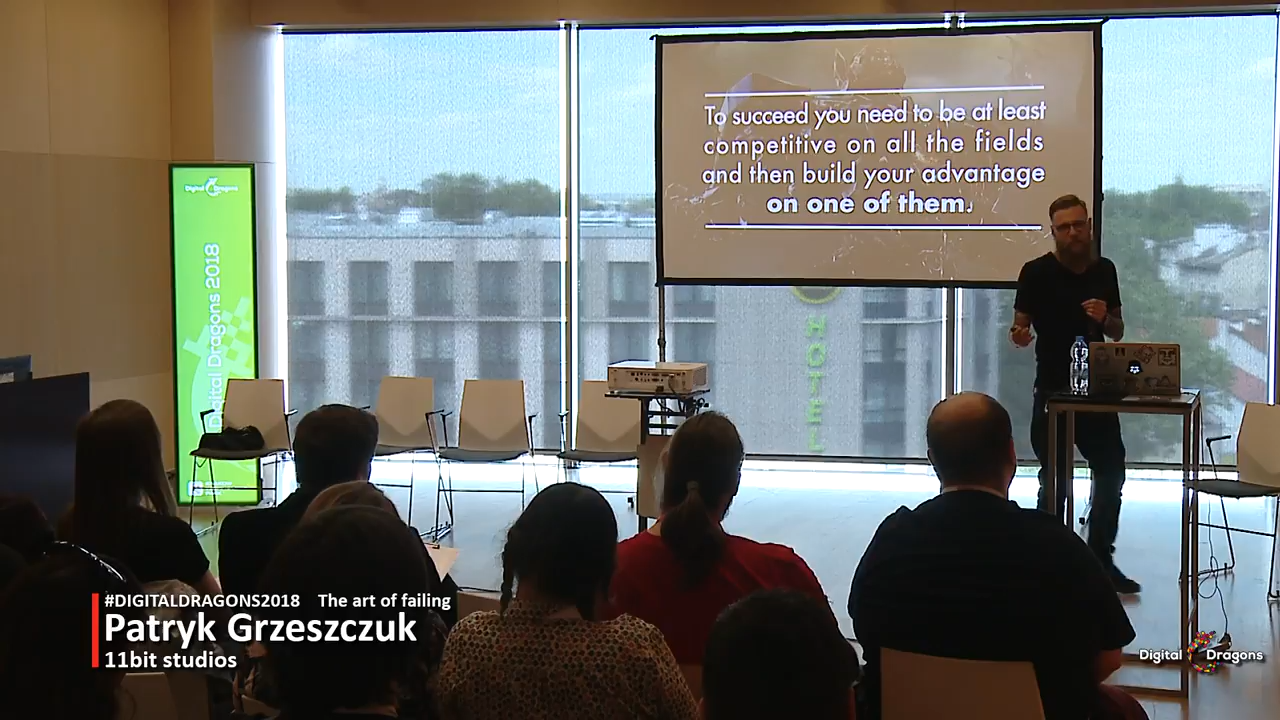 To succeed you need to be at least
competitive on all the fields
and then build your advantage
on one of them.
Digital Dragons
Digital Dragons 2018
HOTEL
#DIGITALDRAGONS2018 The art of failing
Patryk Grzeszczuk
11bit studios
Digital Dragons